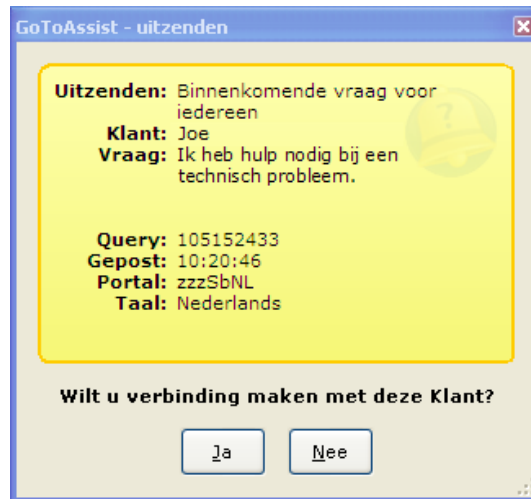 GoToAssist - uitzenden
Uitzenden: Binnenkomende vraag voor
iedereen
Klant: Joe
Vraag: Ik heb hulp nodig bij een
technisch probleem.
Query: 105152433
Gepost: 10:20:46
Portal: zzzSbNL
Taal: Nederlands
Wilt u verbinding maken met deze Klant?
Ja
Nee